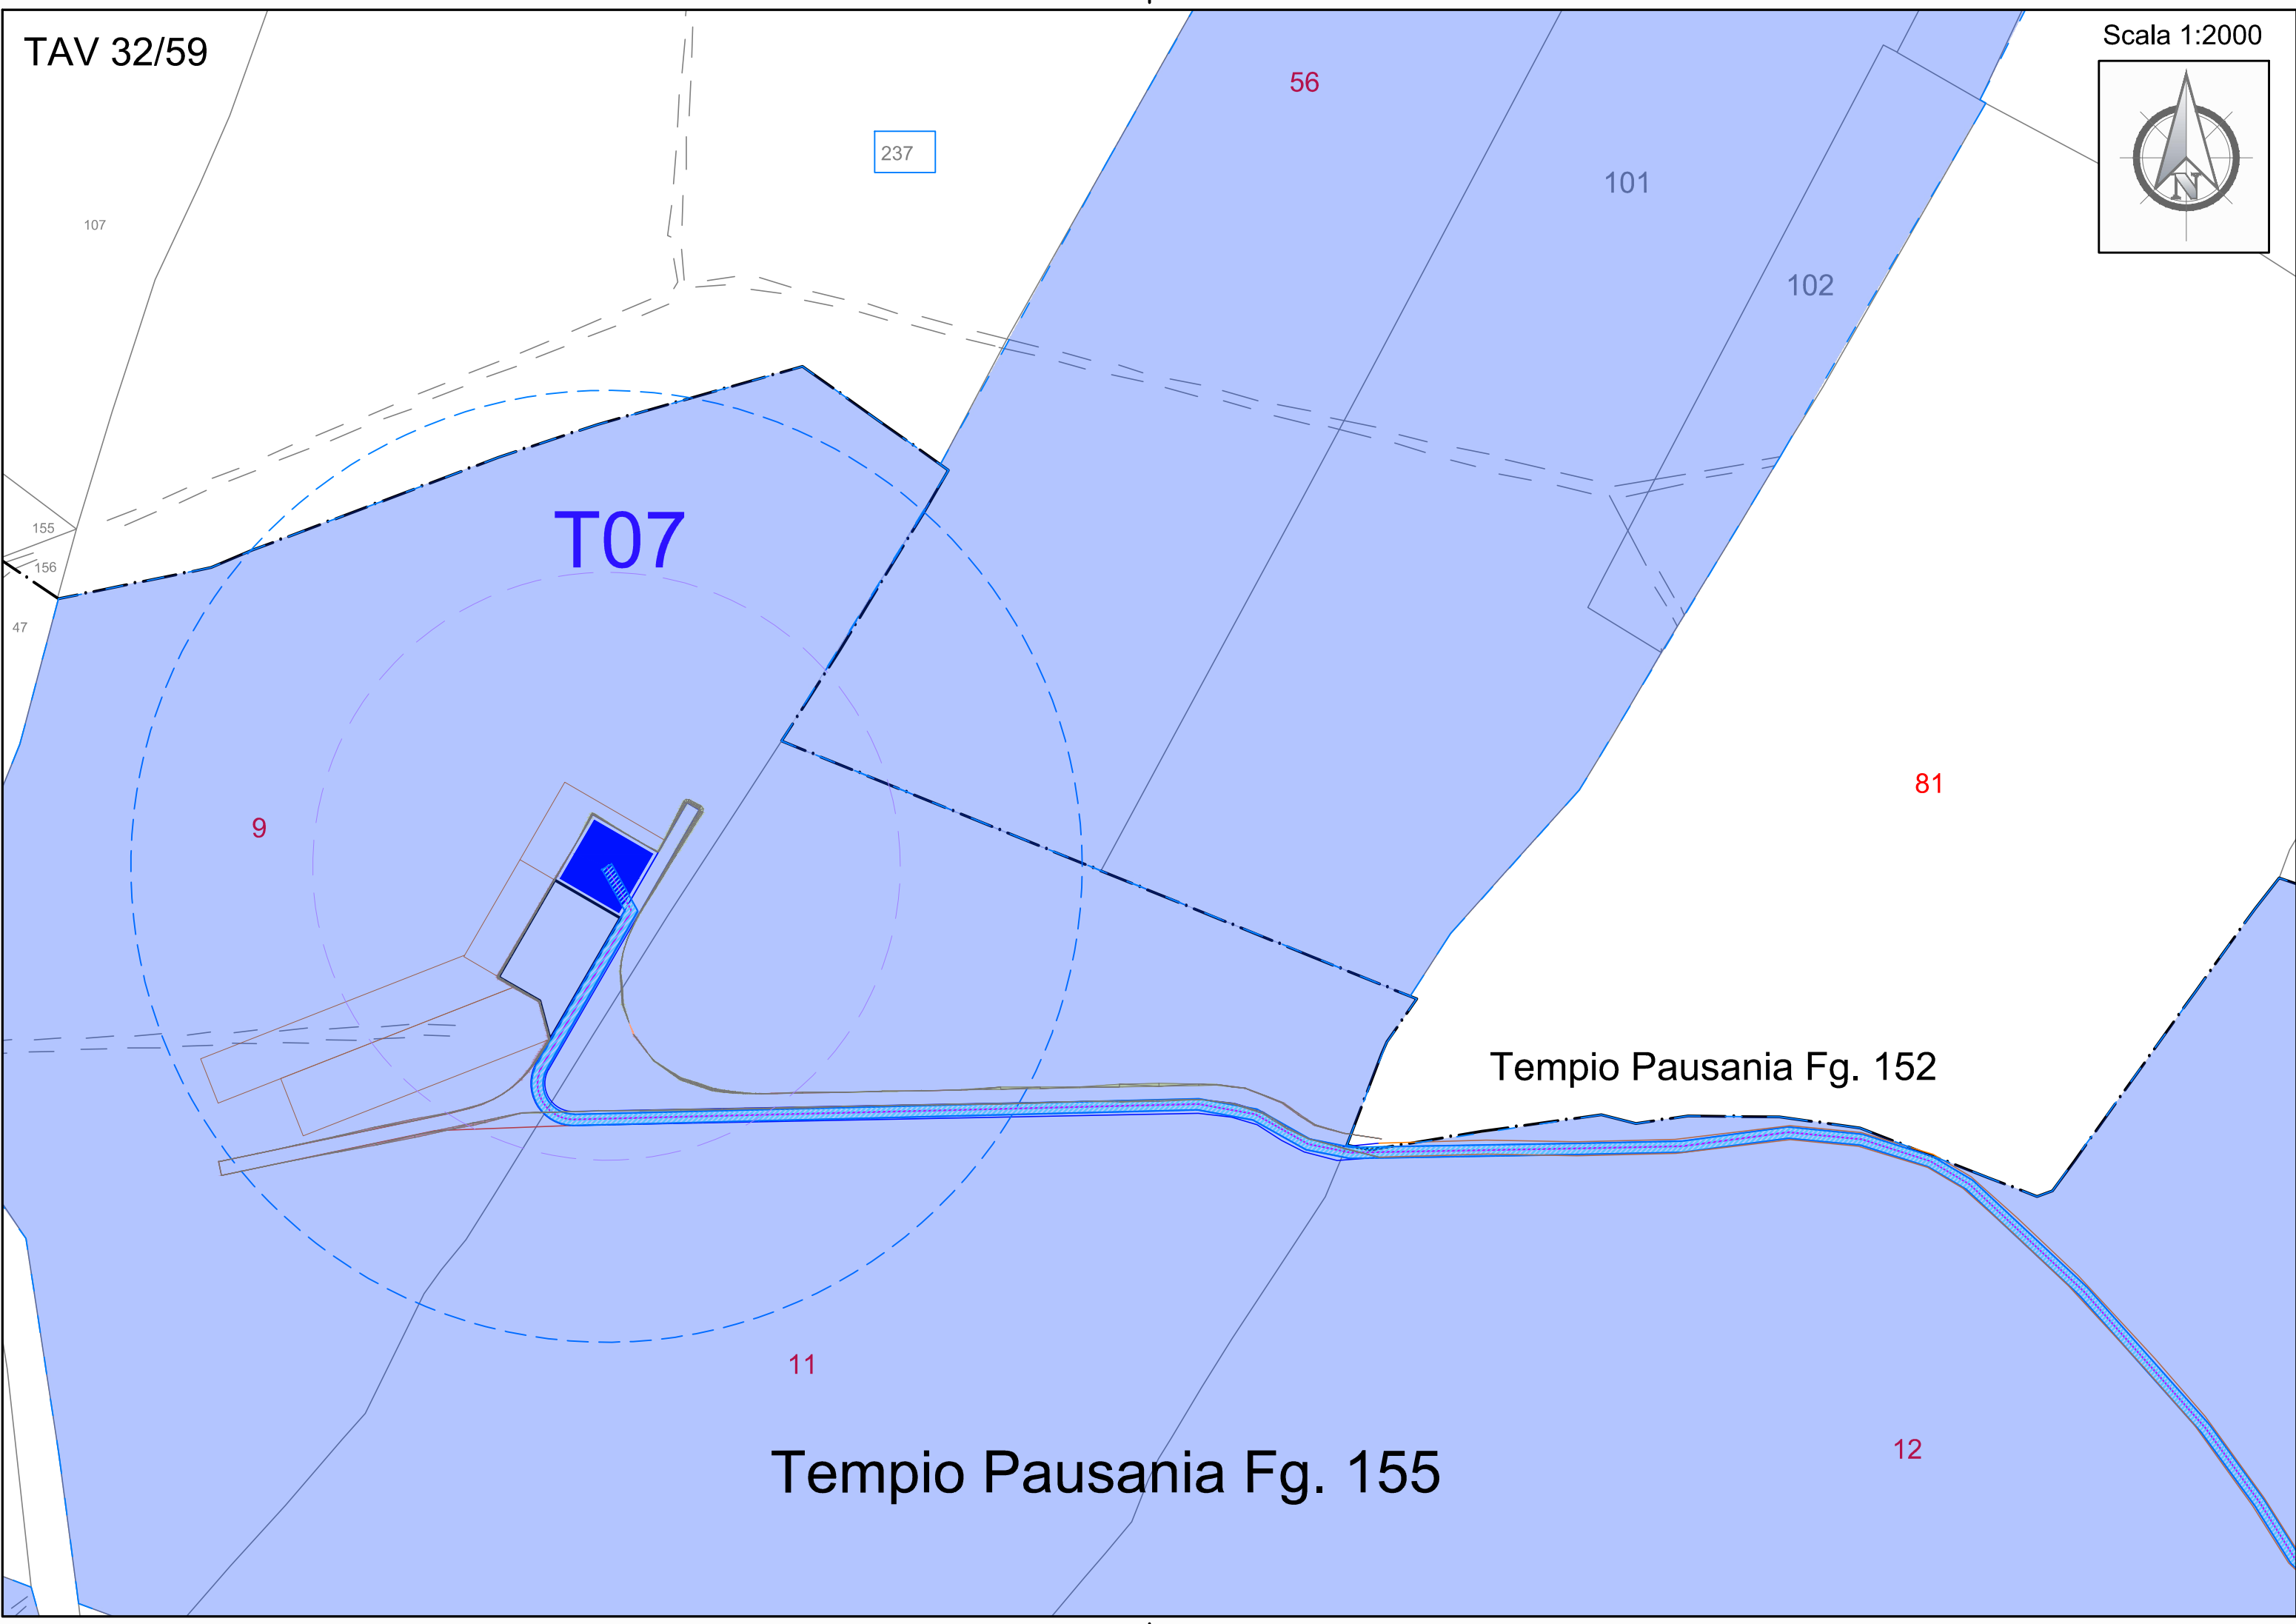 TAV 32/59
Scala 1:2000
56
237
101
N
107
102
T07
155
156
47
81
9
Tempio Pausania Fg. 152
11
12
Tempio Pausania Fg. 155